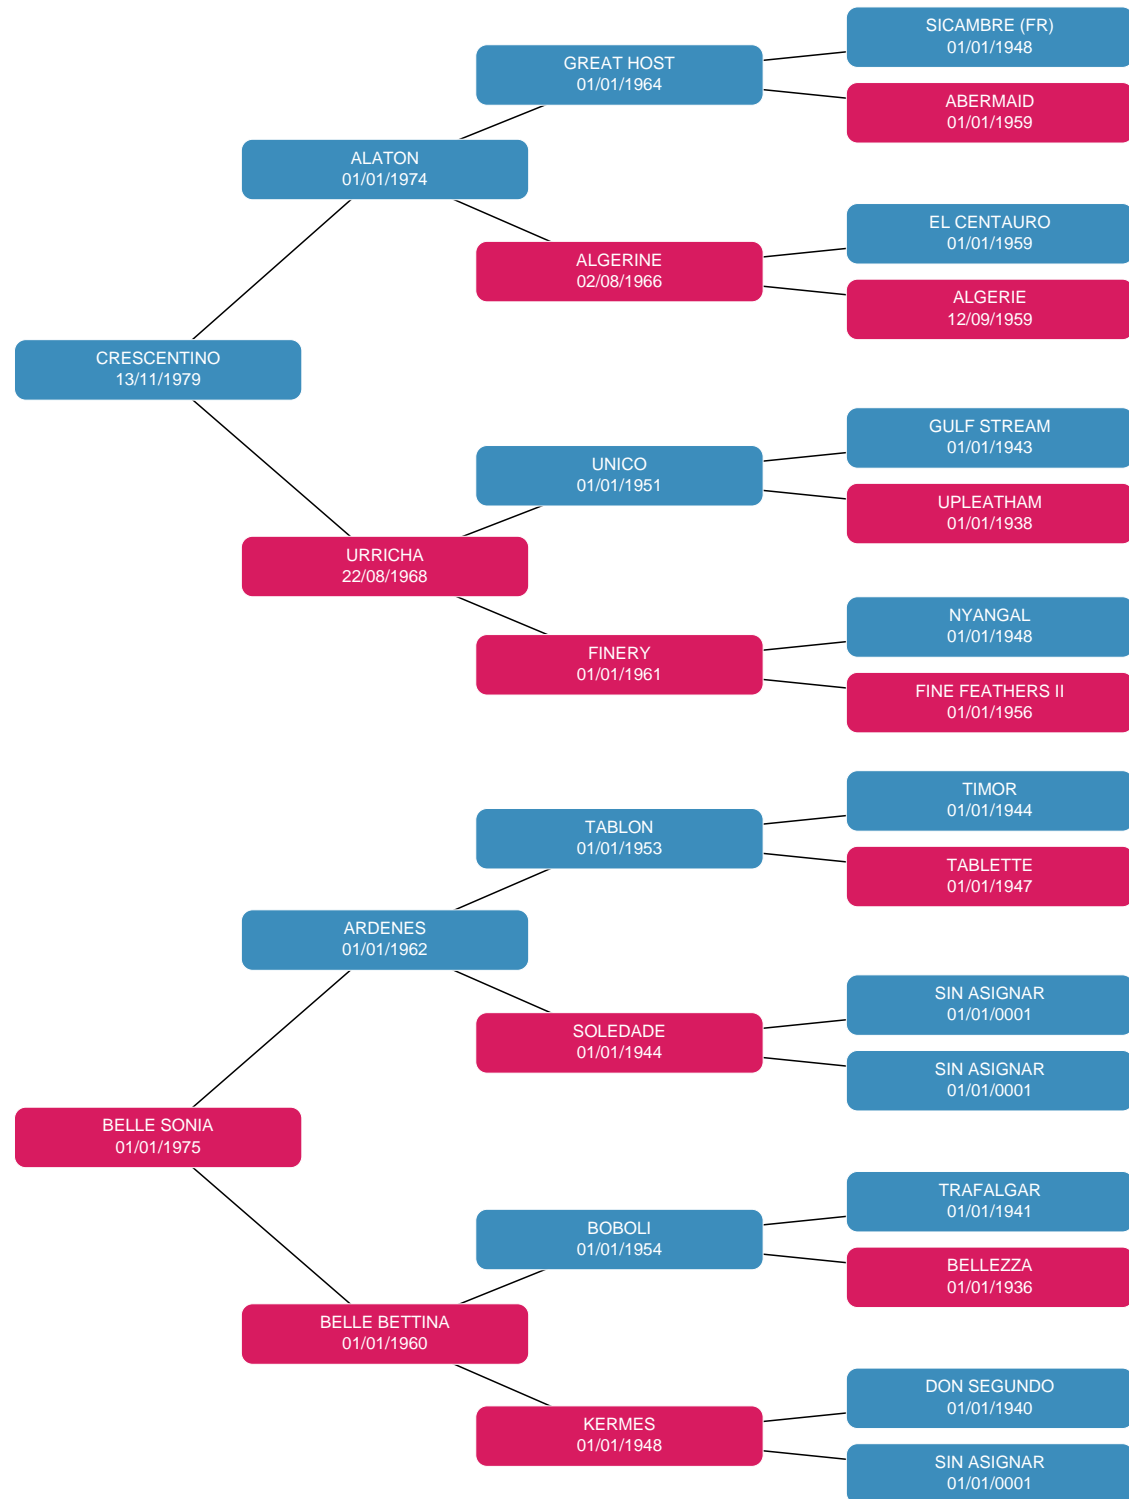 SICAMBRE (FR)
01/01/1948
GREAT HOST
01/01/1964
ABERMAID
01/01/1959
ALATON
01/01/1974
EL CENTAURO
01/01/1959
ALGERINE
02/08/1966
ALGERIE
12/09/1959
CRESCENTINO
13/11/1979
GULF STREAM
01/01/1943
UNICO
01/01/1951
UPLEATHAM
01/01/1938
URRICHA
22/08/1968
NYANGAL
01/01/1948
FINERY
01/01/1961
FINE FEATHERS II
01/01/1956
TIMOR
01/01/1944
TABLON
01/01/1953
TABLETTE
01/01/1947
ARDENES
01/01/1962
SIN ASIGNAR
01/01/0001
SOLEDADE
01/01/1944
SIN ASIGNAR
01/01/0001
BELLE SONIA
01/01/1975
TRAFALGAR
01/01/1941
BOBOLI
01/01/1954
BELLEZZA
01/01/1936
BELLE BETTINA
01/01/1960
DON SEGUNDO
01/01/1940
KERMES
01/01/1948
SIN ASIGNAR
01/01/0001